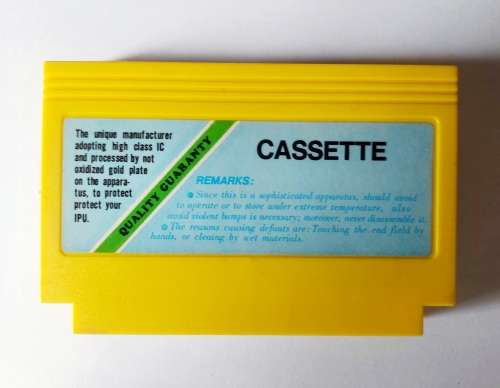 The unique manufacturer
adopting high class IC
and processed by not
oxidized gold plate
on the appara-
tus, to protect
protect your
IPU.
QUALITY GUARANTY
CASSETTE
REMARKS:
● Since this is a sophisticated apparatus, should avoid
to operate or to store under extreme temperature, also
avoid violent bumps is necessary; moreover, never disassemble it.
● The reasons causing defauts are: Touching the end field by
hands, or cleaing by wet materials.